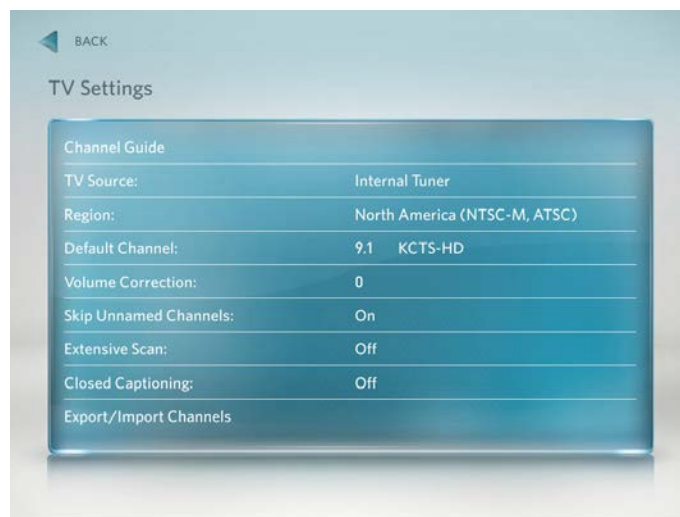 BACK
TV Settings
Channel Guide
TV Source: Internal Tuner
Region: North America (NTSC-M, ATSC)
Default Channel: 9.1 KCTS-HD
Volume Correction: 0
Skip Unnamed Channels: On
Extensive Scan: Off
Closed Captioning: Off
Export/Import Channels